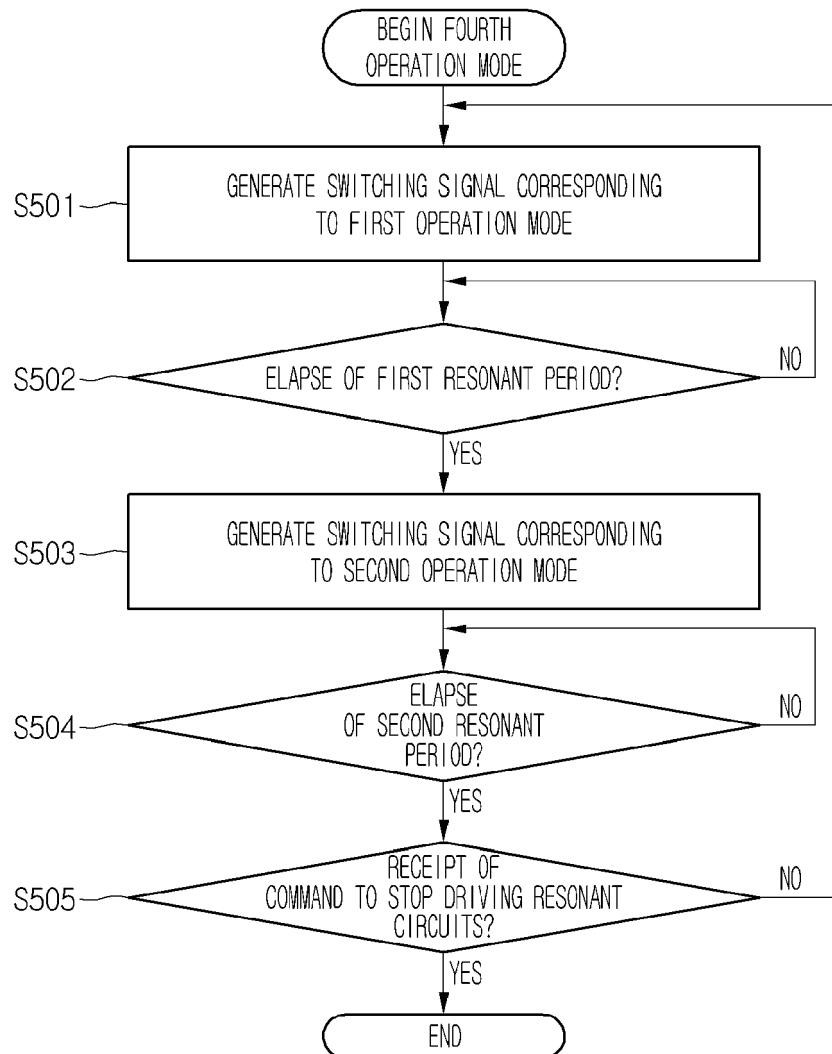 BEGIN FOURTH
OPERATION MODE
S501
GENERATE SWITCHING SIGNAL CORRESPONDING
TO FIRST OPERATION MODE
S502
ELAPSE OF FIRST RESONANT PERIOD?
NO
YES
S503
GENERATE SWITCHING SIGNAL CORRESPONDING
TO SECOND OPERATION MODE
S504
ELAPSE
OF SECOND RESONANT
PERIOD?
NO
YES
S505
RECEIPT OF
COMMAND TO STOP DRIVING RESONANT
CIRCUITS?
NO
YES
END